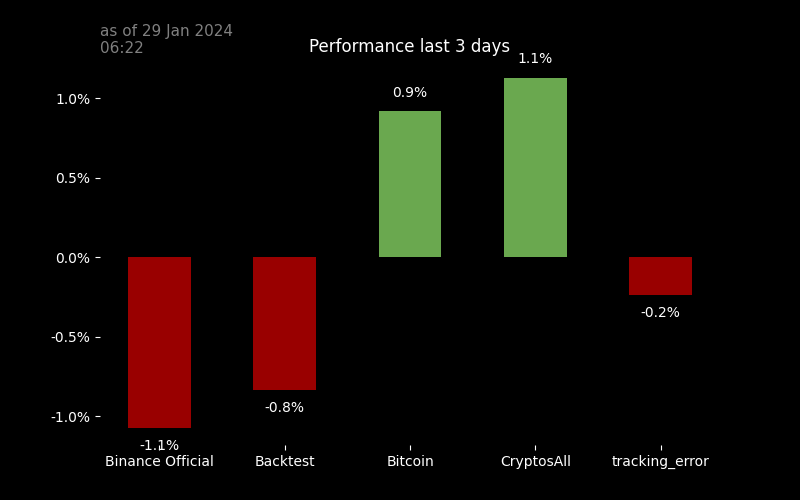 as of 29 Jan 2024
06:22
Performance last 3 days
1.1%
0.9%
1.0%
0.5%
0.0%
-0.2%
-0.5%
-0.8%
-1.0%
-1.1%
Binance Official
Backtest
Bitcoin
CryptosAll
tracking_error